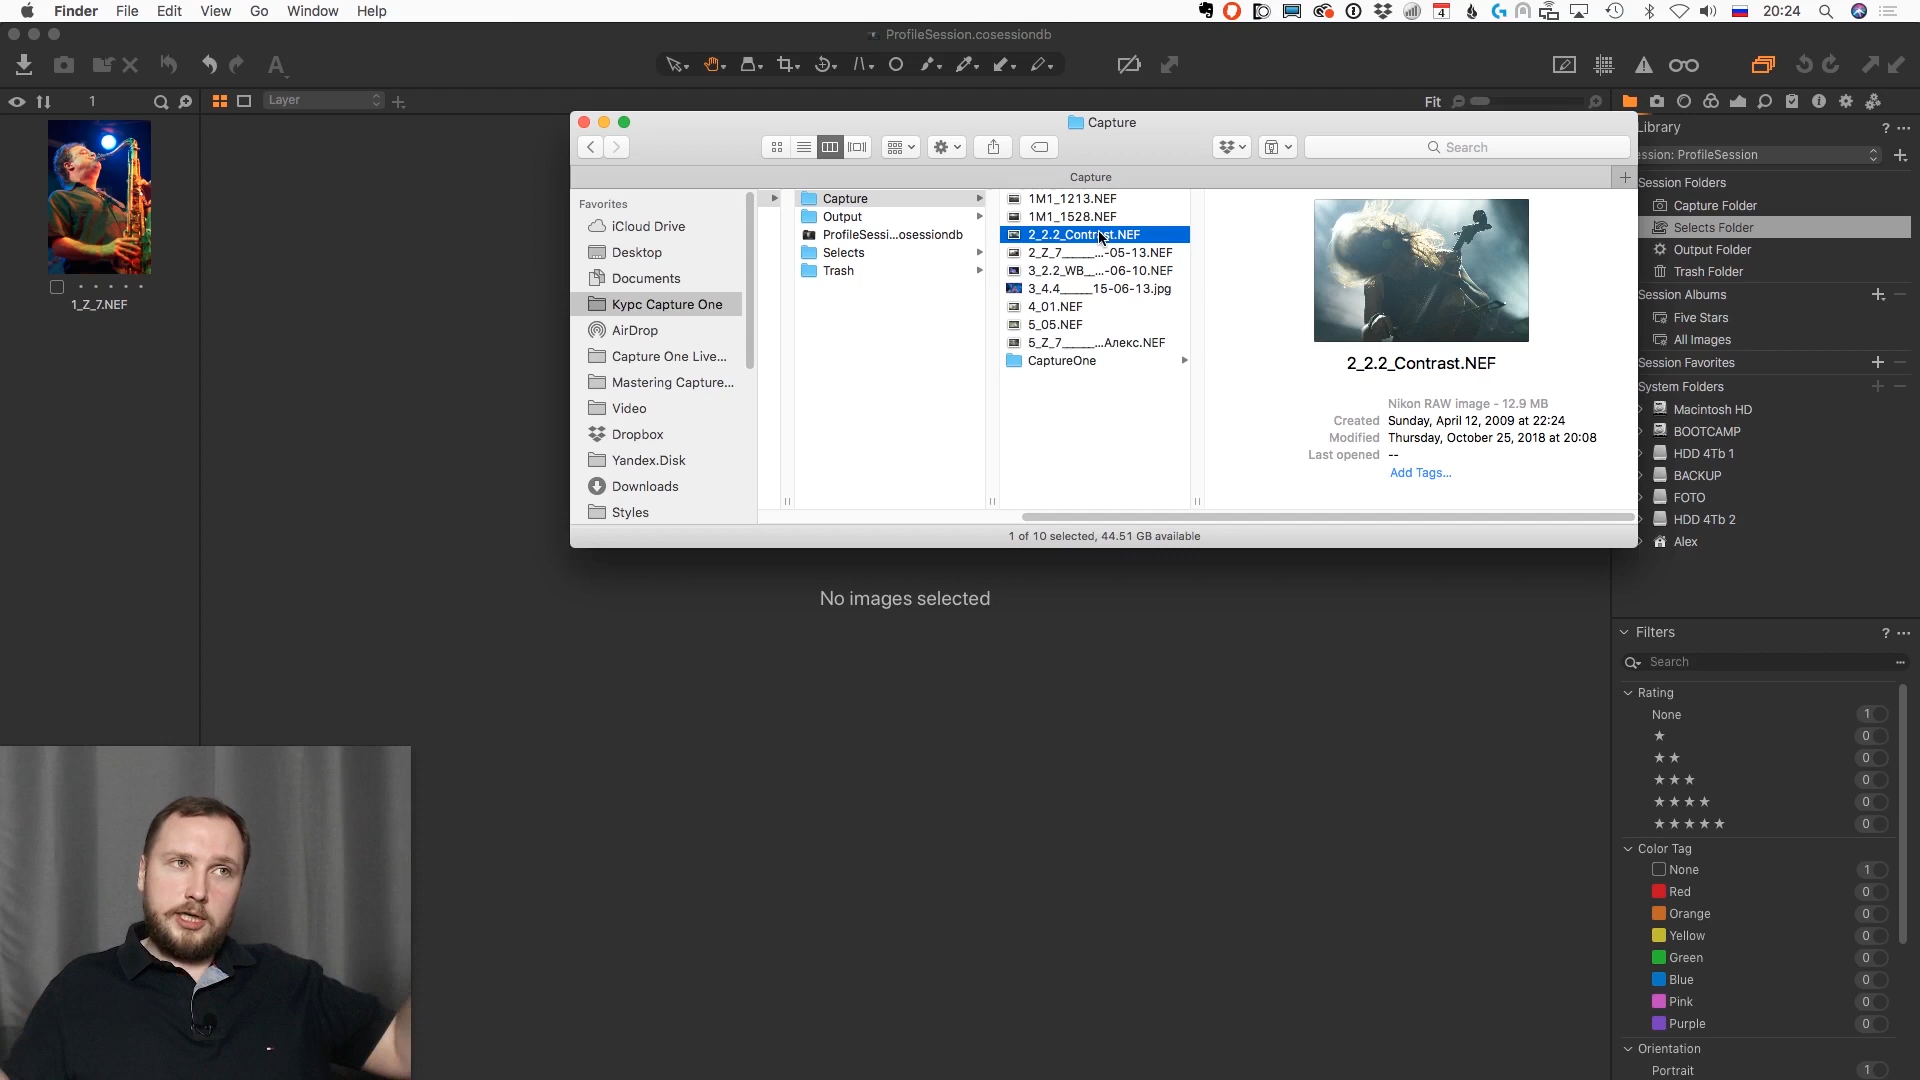 Finder File Edit View Go Window Help 4 20:24
ProfileSession.cosessiondb
A
1 Layer Fit
Capture
Search
Capture
Favorites
iCloud Drive
Desktop
Documents
Курс Capture One
AirDrop
Capture One Live...
Mastering Capture...
Video
Dropbox
Yandex.Disk
Downloads
Styles
Capture
Output
ProfileSessi...osessiondb
Selects
Trash
1M1_1213.NEF
1M1_1528.NEF
2_2.2_Contrast.NEF
2_Z_7_____...-05-13.NEF
3_2.2_WB__...-06-10.NEF
3_4.4______15-06-13.jpg
4_01.NEF
5_05.NEF
5_Z_7______...Алекс.NEF
CaptureOne
2_2.2_Contrast.NEF
Nikon RAW image - 12.9 MB
Created Sunday, April 12, 2009 at 22:24
Modified Thursday, October 25, 2018 at 20:08
Last opened --
Add Tags...
1 of 10 selected, 44.51 GB available
1_Z_7.NEF
No images selected
Library ? ...
ession: ProfileSession
Session Folders
Capture Folder
Selects Folder
Output Folder
Trash Folder
Session Albums
Five Stars
All Images
Session Favorites
System Folders
Macintosh HD
BOOTCAMP
HDD 4Tb 1
BACKUP
FOTO
HDD 4Tb 2
Alex
Filters ? ...
Search ...
Rating
None 1
★ 0
★ ★ 0
★ ★ ★ 0
★ ★ ★ ★ 0
★ ★ ★ ★ ★ 0
Color Tag
None 1
Red 0
Orange 0
Yellow 0
Green 0
Blue 0
Pink 0
Purple 0
Orientation
Portrait 1